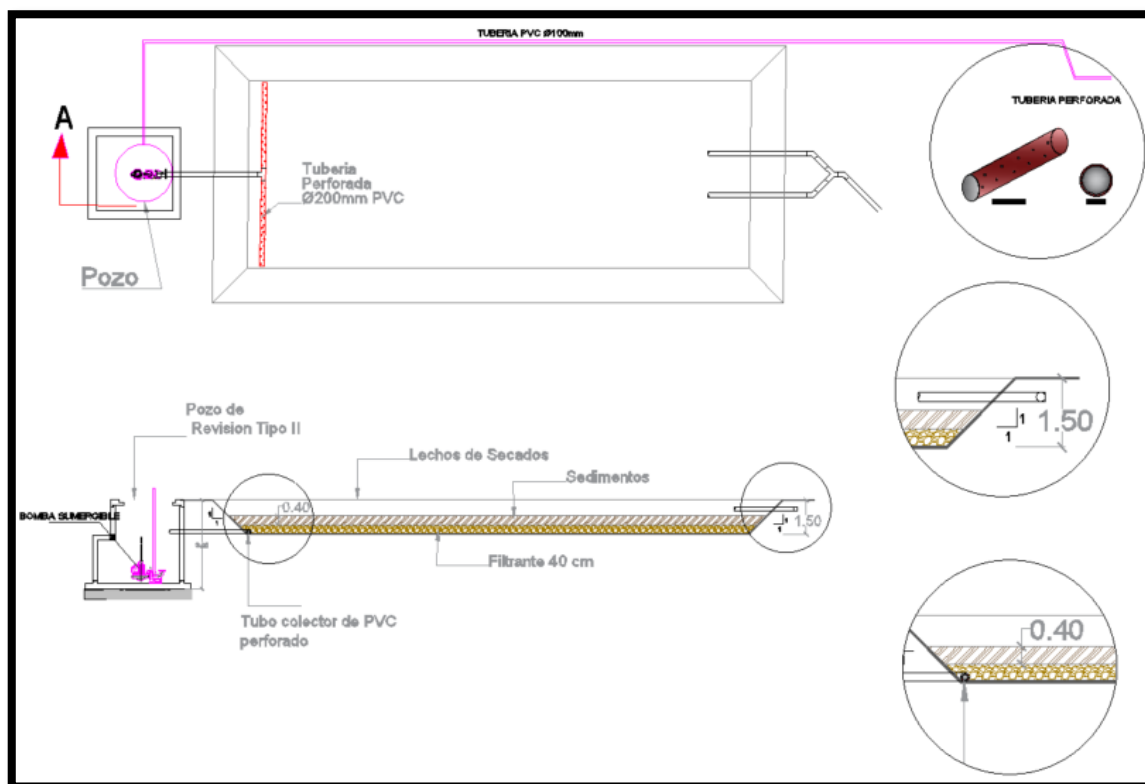 TUBERIA PVC Ø100mm
A
TUBERIA PERFORADA
Tuberia
Perforada
Ø200mm PVC
Pozo
Pozo de
Revision Tipo II
Lechos de Secados
Sedimentos
BOMBA SUMERGIBLE
0.40
1
1
1
1
1.50
Filtrante 40 cm
Tubo colector de PVC
perforado
1
1
1.50
0.40